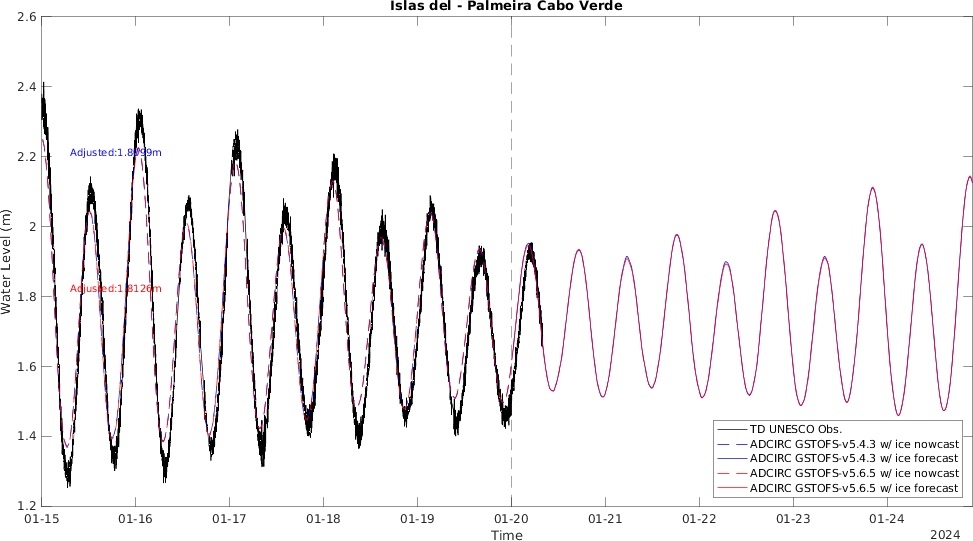 Islas del - Palmeira Cabo Verde
2.6
2.4
2.2
2
1.8
1.6
1.4
1.2
Water Level (m)
Adjusted:1.8126m
TD UNESCO Obs.
ADCIRC GSTOFS-v5.4.3 w/ ice nowcast
ADCIRC GSTOFS-v5.4.3 w/ ice forecast
ADCIRC GSTOFS-v5.6.5 w/ ice nowcast
ADCIRC GSTOFS-v5.6.5 w/ ice forecast
01-15 01-16 01-17 01-18 01-19 01-20 01-21 01-22 01-23 01-24
Time
2024